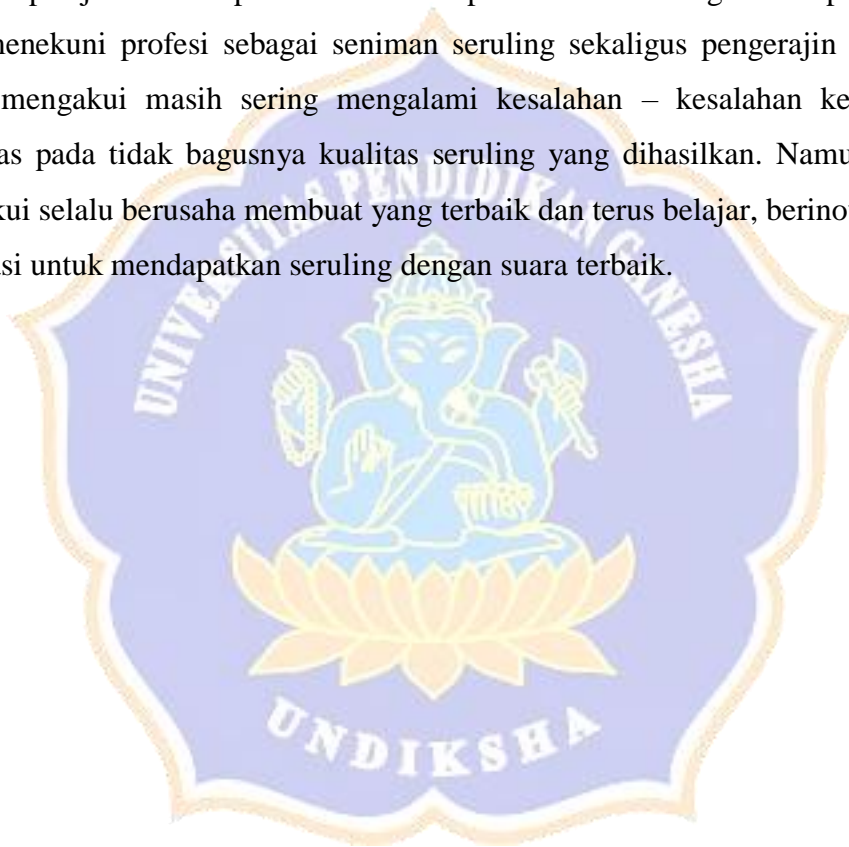 menekuni profesi sebagai seniman seruling sekaligus pengerajin
mengakui masih sering mengalami kesalahan – kesalahan ke
as pada tidak bagusnya kualitas seruling yang dihasilkan. Namu
kui selalu berusaha membuat yang terbaik dan terus belajar, berino
si untuk mendapatkan seruling dengan suara terbaik.
UNIVERSITAS PENDIDIKAN GANESHA
UNDIKSHA